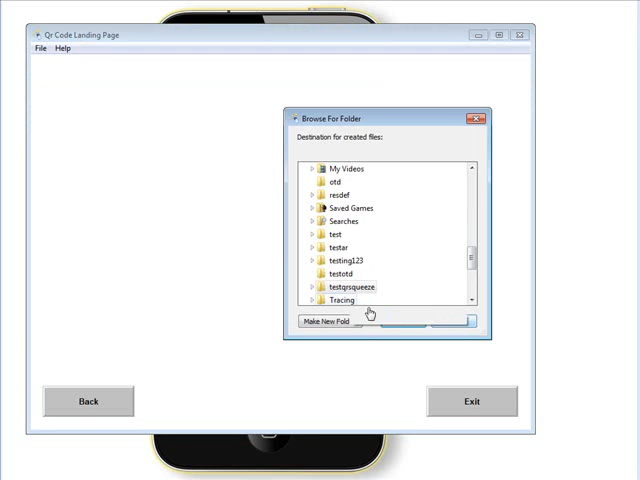 Qr Code Landing Page
File Help
Browse For Folder
Destination for created files:
My Videos
otd
resdef
Saved Games
Searches
test
testar
testing123
testotd
testqrsqueeze
Tracing
Make New Fold
Back
Exit